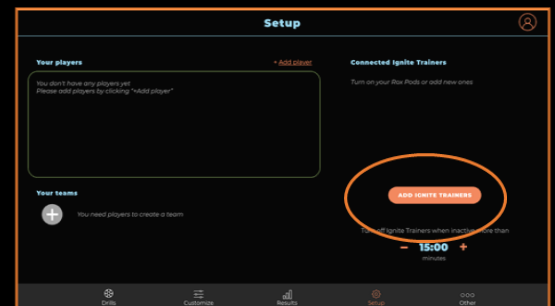 Setup
Your players
+ Add player
You don't have any players yet
Please add players by clicking "+Add player"
Connected Ignite Trainers
Turn on your Rox Pods or add new ones
ADD IGNITE TRAINERS
Your teams
You need players to create a team
Turn off Ignite Trainers when inactive more than
− 15:00 +
minutes
Drills
Customize
Results
Setup
Other